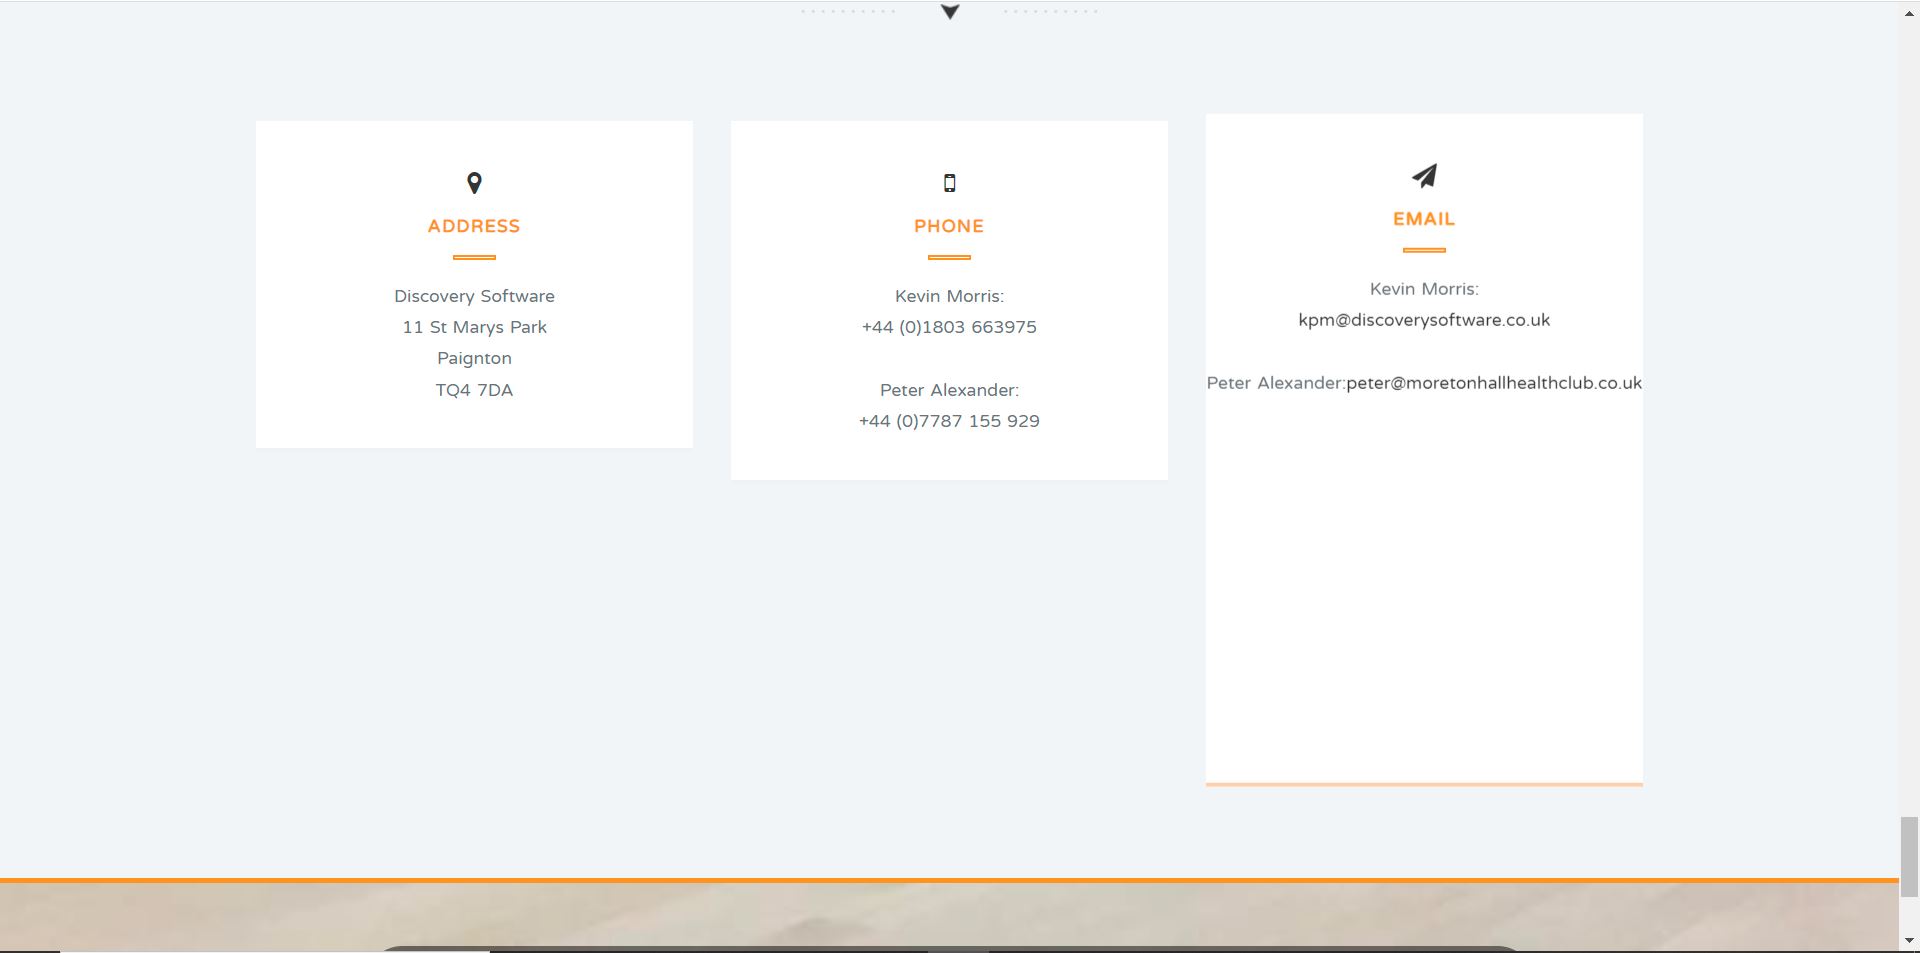 ADDRESS
Discovery Software
11 St Marys Park
Paignton
TQ4 7DA
PHONE
Kevin Morris:
+44 (0)1803 663975
Peter Alexander:
+44 (0)7787 155 929
EMAIL
Kevin Morris:
kpm@discoverysoftware.co.uk
Peter Alexander:peter@moretonhallhealthclub.co.uk